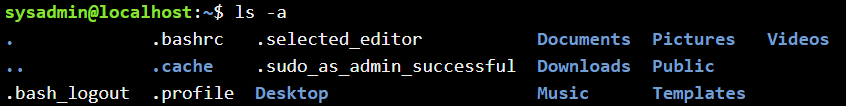 sysadmin@localhost:~$ ls -a
. .bashrc .selected_editor Documents Pictures Videos
.. .cache .sudo_as_admin_successful Downloads Public
.bash_logout .profile Desktop Music Templates